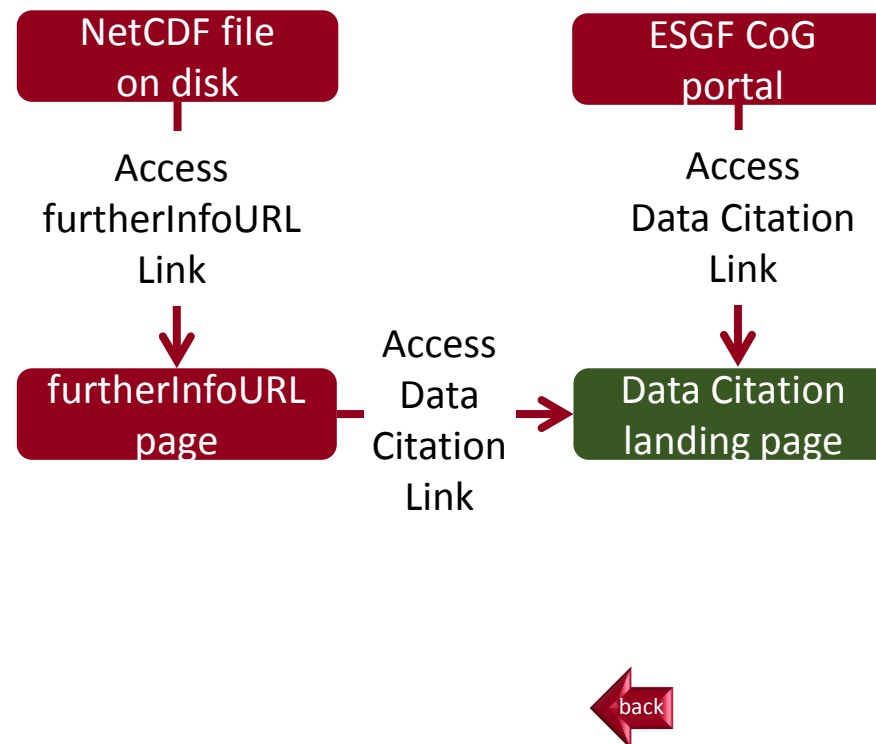 NetCDF file
on disk
ESGF CoG
portal
Access
furtherInfoURL
Link
Access
Data Citation
Link
furtherInfoURL
page
Access
Data
Citation
Link
Data Citation
landing page
back